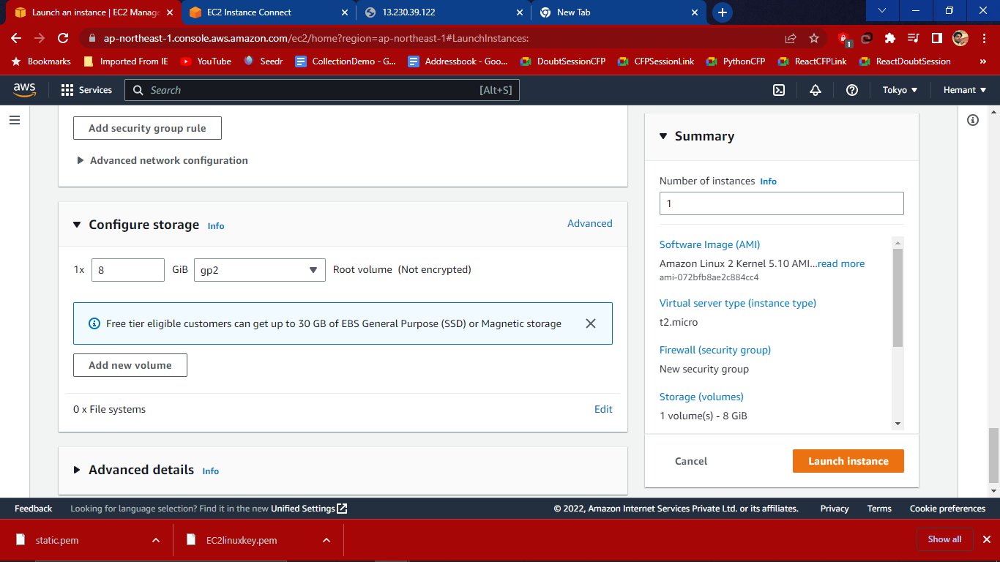 Launch an instance | EC2 Manage
EC2 Instance Connect
13.230.39.122
New Tab
ap-northeast-1.console.aws.amazon.com/ec2/home?region=ap-northeast-1#LaunchInstances:
1
Bookmarks
Imported From IE
YouTube
Seedr
CollectionDemo - G...
Addressbook - Goo...
DoubtSessionCFP
CFPSessionLink
PythonCFP
ReactCFPLink
ReactDoubtSession
»
aws
Services
Search
[Alt+S]
Tokyo
Hemant
Add security group rule
Advanced network configuration
Configure storage Info
Advanced
1x 8 GiB gp2 Root volume (Not encrypted)
Free tier eligible customers can get up to 30 GB of EBS General Purpose (SSD) or Magnetic storage
Add new volume
0 x File systems
Edit
Advanced details Info
Summary
Number of instances Info
1
Software Image (AMI)
Amazon Linux 2 Kernel 5.10 AMI...read more
ami-072bfb8ae2c884cc4
Virtual server type (instance type)
t2.micro
Firewall (security group)
New security group
Storage (volumes)
1 volume(s) - 8 GiB
Cancel
Launch instance
Feedback
Looking for language selection? Find it in the new Unified Settings
© 2022, Amazon Internet Services Private Ltd. or its affiliates.
Privacy
Terms
Cookie preferences
static.pem
EC2linuxkey.pem
Show all